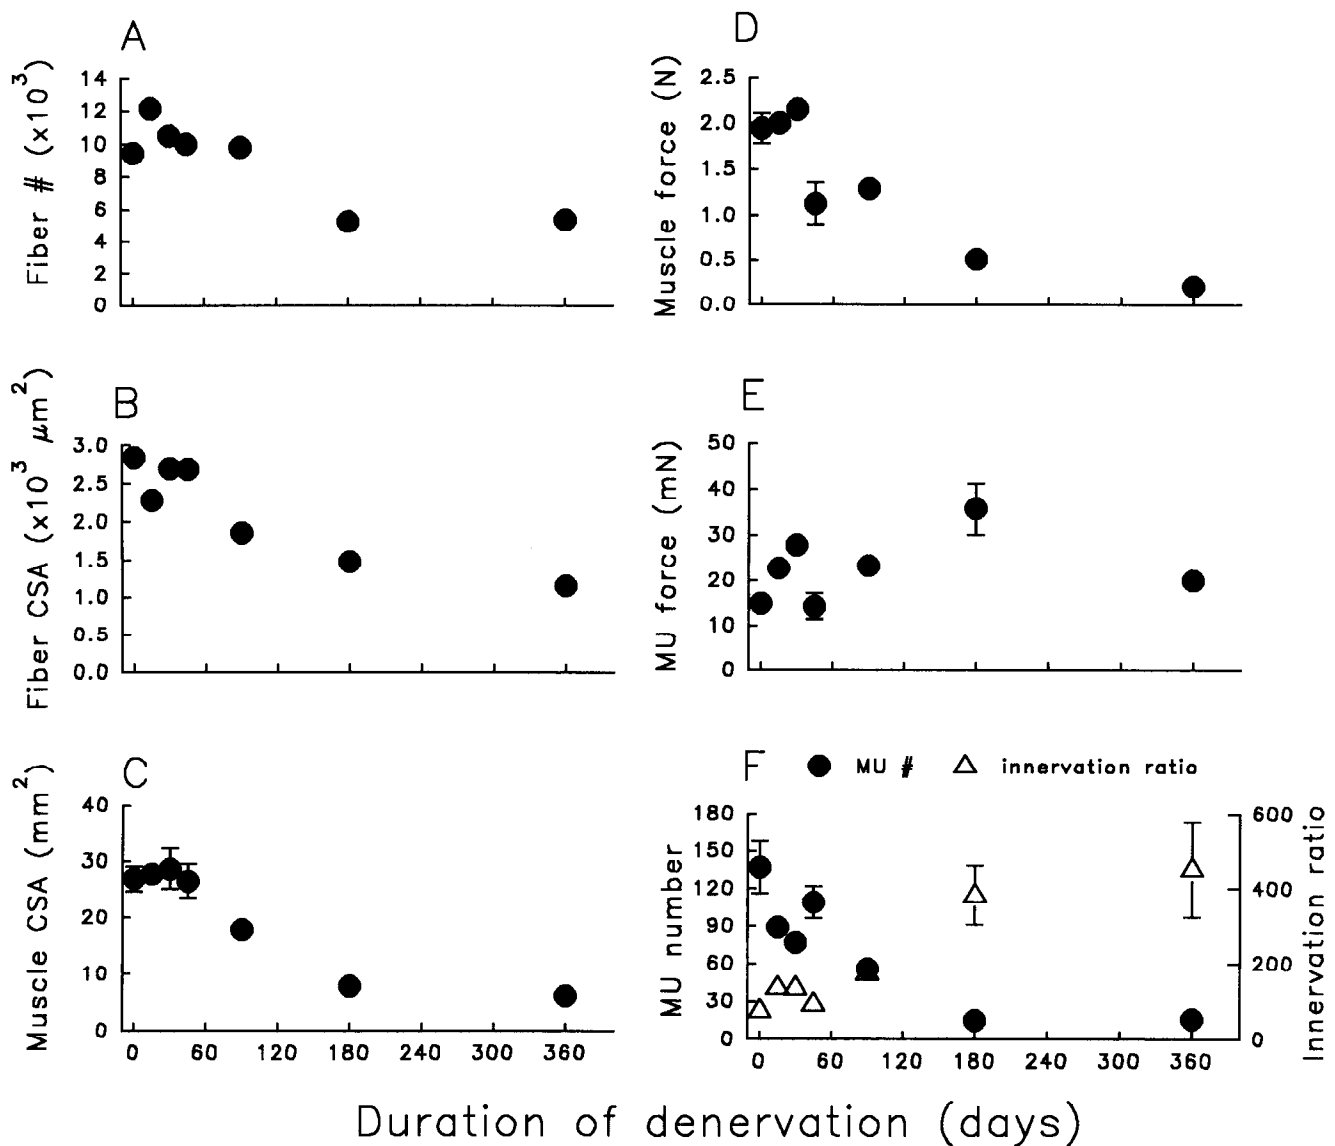 A
Fiber # (x10³)
14
12
10
8
6
4
2
0
B
Fiber CSA (x10³ μm²)
3.0
2.5
2.0
1.5
1.0
0.5
0.0
C
Muscle CSA (mm²)
40
30
20
10
0
0 60 120 180 240 300 360
D
Muscle force (N)
2.5
2.0
1.5
1.0
0.5
0.0
E
MU force (mN)
50
40
30
20
10
0
F
MU # innervation ratio
MU number
180
150
120
90
60
30
0
600
400
200
0
Innervation ratio
0 60 120 180 240 300 360
Duration of denervation (days)